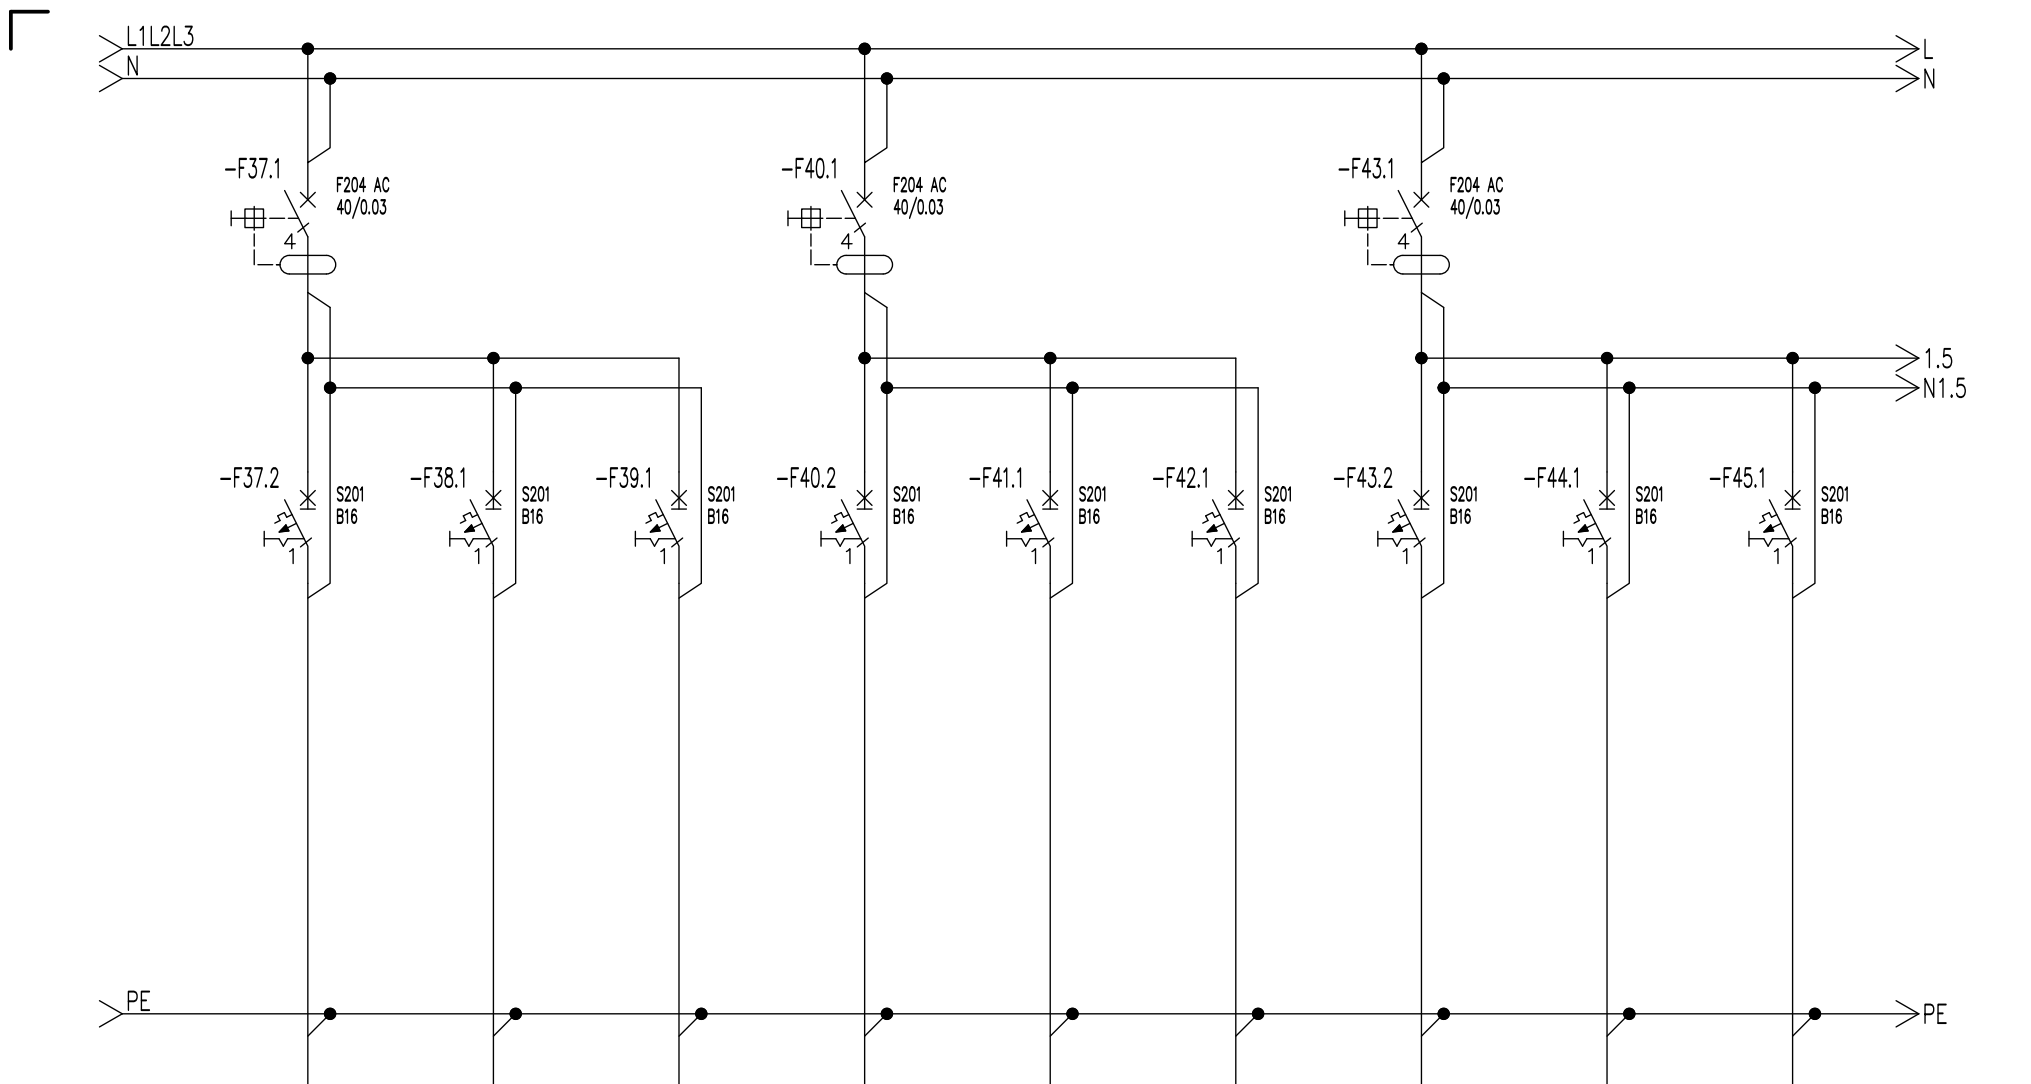 L1L2L3
L
N
N
-F37.1
F204 AC
40/0.03
4
-F40.1
F204 AC
40/0.03
4
-F43.1
F204 AC
40/0.03
4
1.5
N1.5
-F37.2
S201
B16
1
-F38.1
S201
B16
1
-F39.1
S201
B16
1
-F40.2
S201
B16
1
-F41.1
S201
B16
1
-F42.1
S201
B16
1
-F43.2
S201
B16
1
-F44.1
S201
B16
1
-F45.1
S201
B16
1
PE
PE